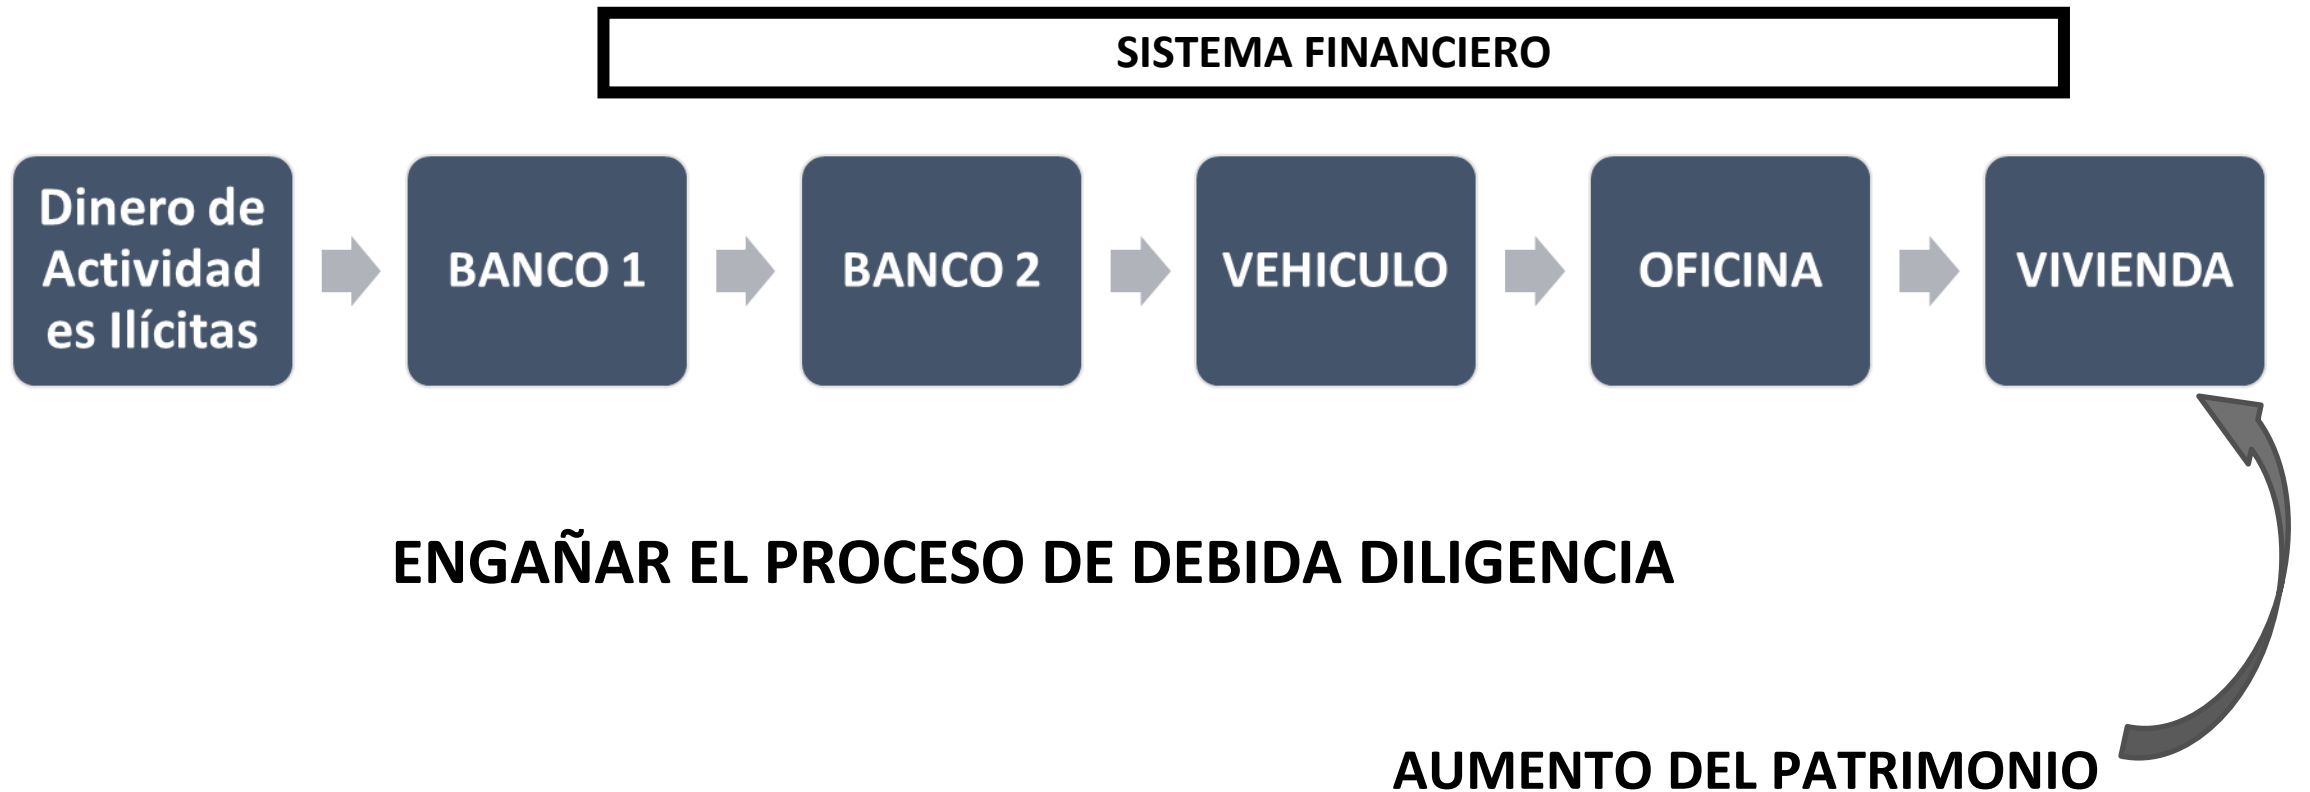 SISTEMA FINANCIERO
Dinero de
Actividad
es Ilícitas
BANCO 1
BANCO 2
VEHICULO
OFICINA
VIVIENDA
ENGAÑAR EL PROCESO DE DEBIDA DILIGENCIA
AUMENTO DEL PATRIMONIO